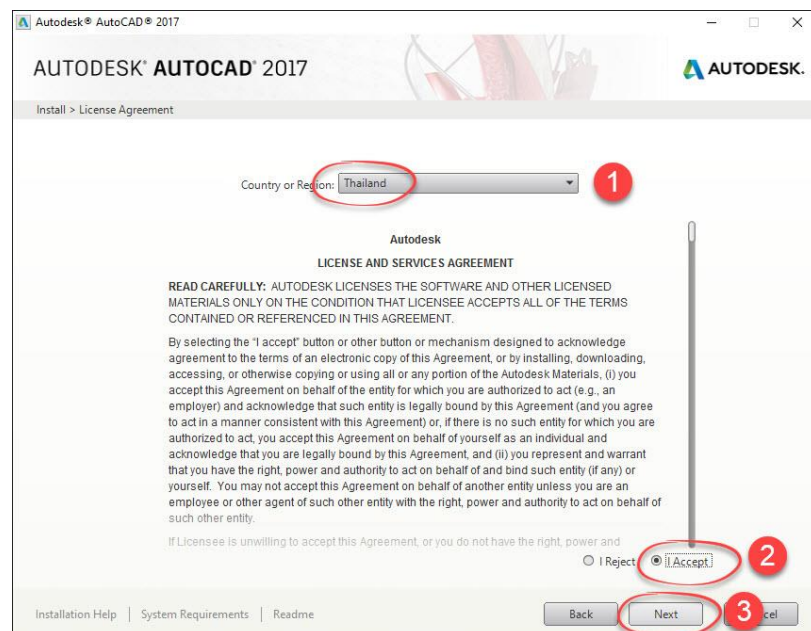 Autodesk® AutoCAD® 2017
AUTODESK® AUTOCAD® 2017
AUTODESK.
Install > License Agreement
Country or Region: Thailand
1
Autodesk
LICENSE AND SERVICES AGREEMENT
READ CAREFULLY: AUTODESK LICENSES THE SOFTWARE AND OTHER LICENSED
MATERIALS ONLY ON THE CONDITION THAT LICENSEE ACCEPTS ALL OF THE TERMS
CONTAINED OR REFERENCED IN THIS AGREEMENT.
By selecting the "I accept" button or other button or mechanism designed to acknowledge
agreement to the terms of an electronic copy of this Agreement, or by installing, downloading,
accessing, or otherwise copying or using all or any portion of the Autodesk Materials, (i) you
accept this Agreement on behalf of the entity for which you are authorized to act (e.g., an
employer) and acknowledge that such entity is legally bound by this Agreement (and you agree
to act in a manner consistent with this Agreement) or, if there is no such entity for which you are
authorized to act, you accept this Agreement on behalf of yourself as an individual and
acknowledge that you are legally bound by this Agreement, and (ii) you represent and warrant
that you have the right, power and authority to act on behalf of and bind such entity (if any) or
yourself. You may not accept this Agreement on behalf of another entity unless you are an
employee or other agent of such other entity with the right, power and authority to act on behalf of
such other entity.
If Licensee is unwilling to accept this Agreement, or you do not have the right, power and
I Reject I Accept 2
Installation Help | System Requirements | Readme
Back Next 3